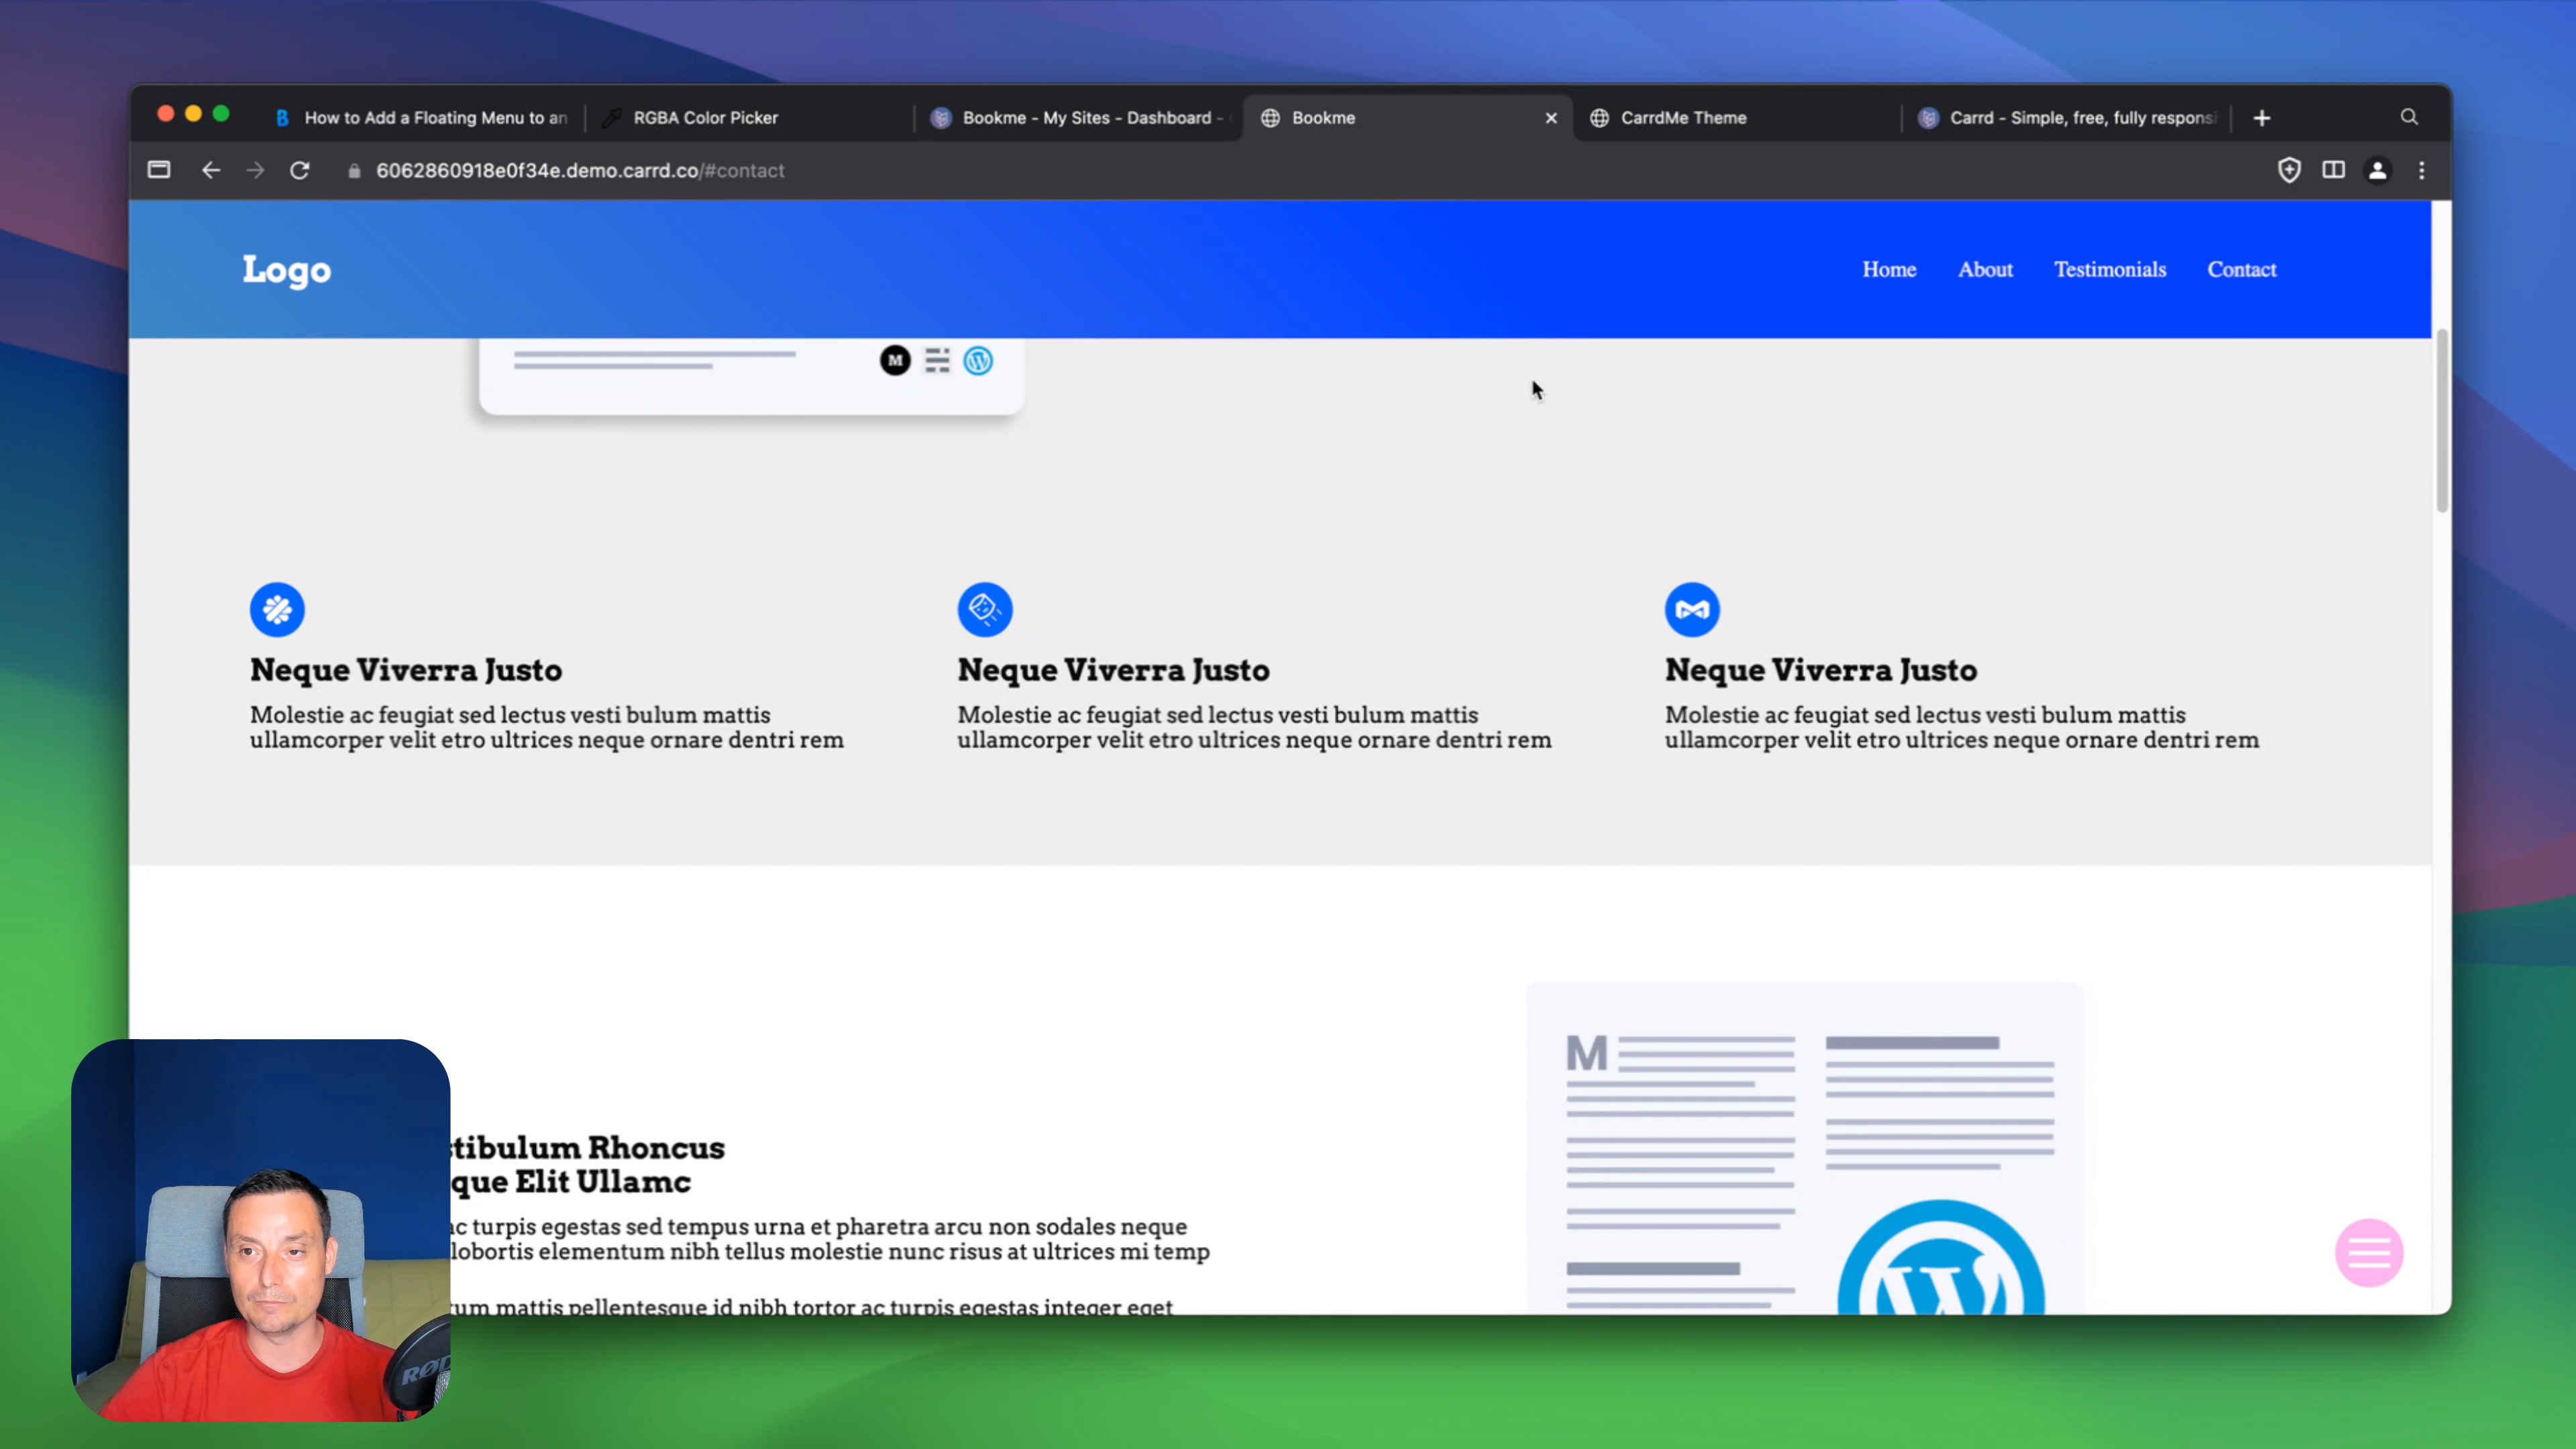 How to Add a Floating Menu to an
RGBA Color Picker
Bookme - My Sites - Dashboard -
Bookme
CarrdMe Theme
Carrd - Simple, free, fully responsi
6062860918e0f34e.demo.carrd.co/#contact
Logo
Home
About
Testimonials
Contact
M
Neque Viverra Justo
Molestie ac feugiat sed lectus vesti bulum mattis
ullamcorper velit etro ultrices neque ornare dentri rem
Neque Viverra Justo
Molestie ac feugiat sed lectus vesti bulum mattis
ullamcorper velit etro ultrices neque ornare dentri rem
Neque Viverra Justo
Molestie ac feugiat sed lectus vesti bulum mattis
ullamcorper velit etro ultrices neque ornare dentri rem
stibulum Rhoncus
que Elit Ullamc
ac turpis egestas sed tempus urna et pharetra arcu non sodales neque
lobortis elementum nibh tellus molestie nunc risus at ultrices mi temp
rum mattis pellentesque id nibh tortor ac turpis egestas integer eget
M
W
RØD